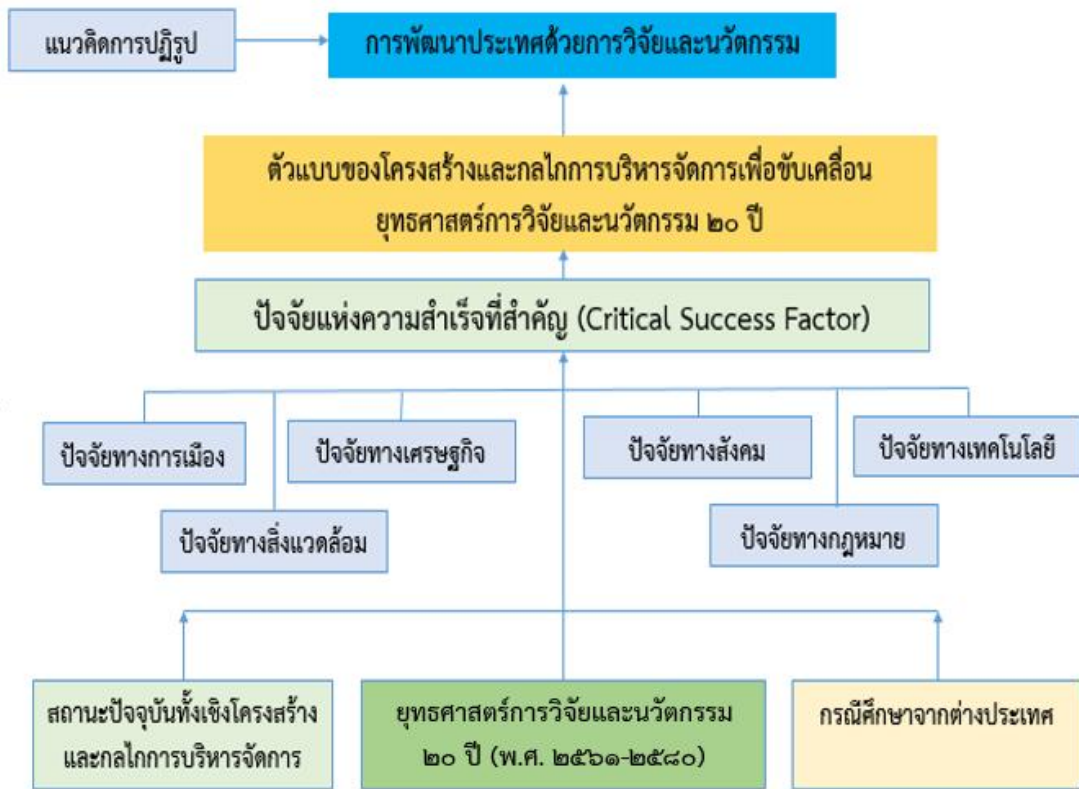 แนวคิดการปฏิรูป
การพัฒนาประเทศด้วยการวิจัยและนวัตกรรม
ตัวแบบของโครงสร้างและกลไกการบริหารจัดการเพื่อขับเคลื่อน
ยุทธศาสตร์การวิจัยและนวัตกรรม ๒๐ ปี
ปัจจัยแห่งความสำเร็จที่สำคัญ (Critical Success Factor)
ปัจจัยทางการเมือง
ปัจจัยทางเศรษฐกิจ
ปัจจัยทางสังคม
ปัจจัยทางเทคโนโลยี
ปัจจัยทางสิ่งแวดล้อม
ปัจจัยทางกฎหมาย
สถานะปัจจุบันทั้งเชิงโครงสร้าง
และกลไกการบริหารจัดการ
ยุทธศาสตร์การวิจัยและนวัตกรรม
๒๐ ปี (พ.ศ. ๒๕๖๑-๒๕๘๐)
กรณีศึกษาจากต่างประเทศ